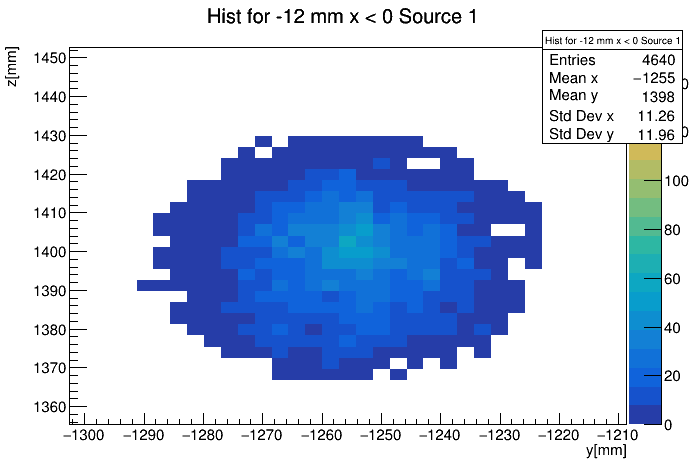 Hist for -12 mm x < 0 Source 1
z[mm]
1450
1440
1430
1420
1410
1400
1390
1380
1370
1360
−1300 −1290 −1280 −1270 −1260 −1250 −1240 −1230 −1220 −1210
y[mm]
Hist for -12 mm x < 0 Source 1
Entries 4640
Mean x −1255
Mean y 1398
Std Dev x 11.26
Std Dev y 11.96
100
80
60
40
20
0